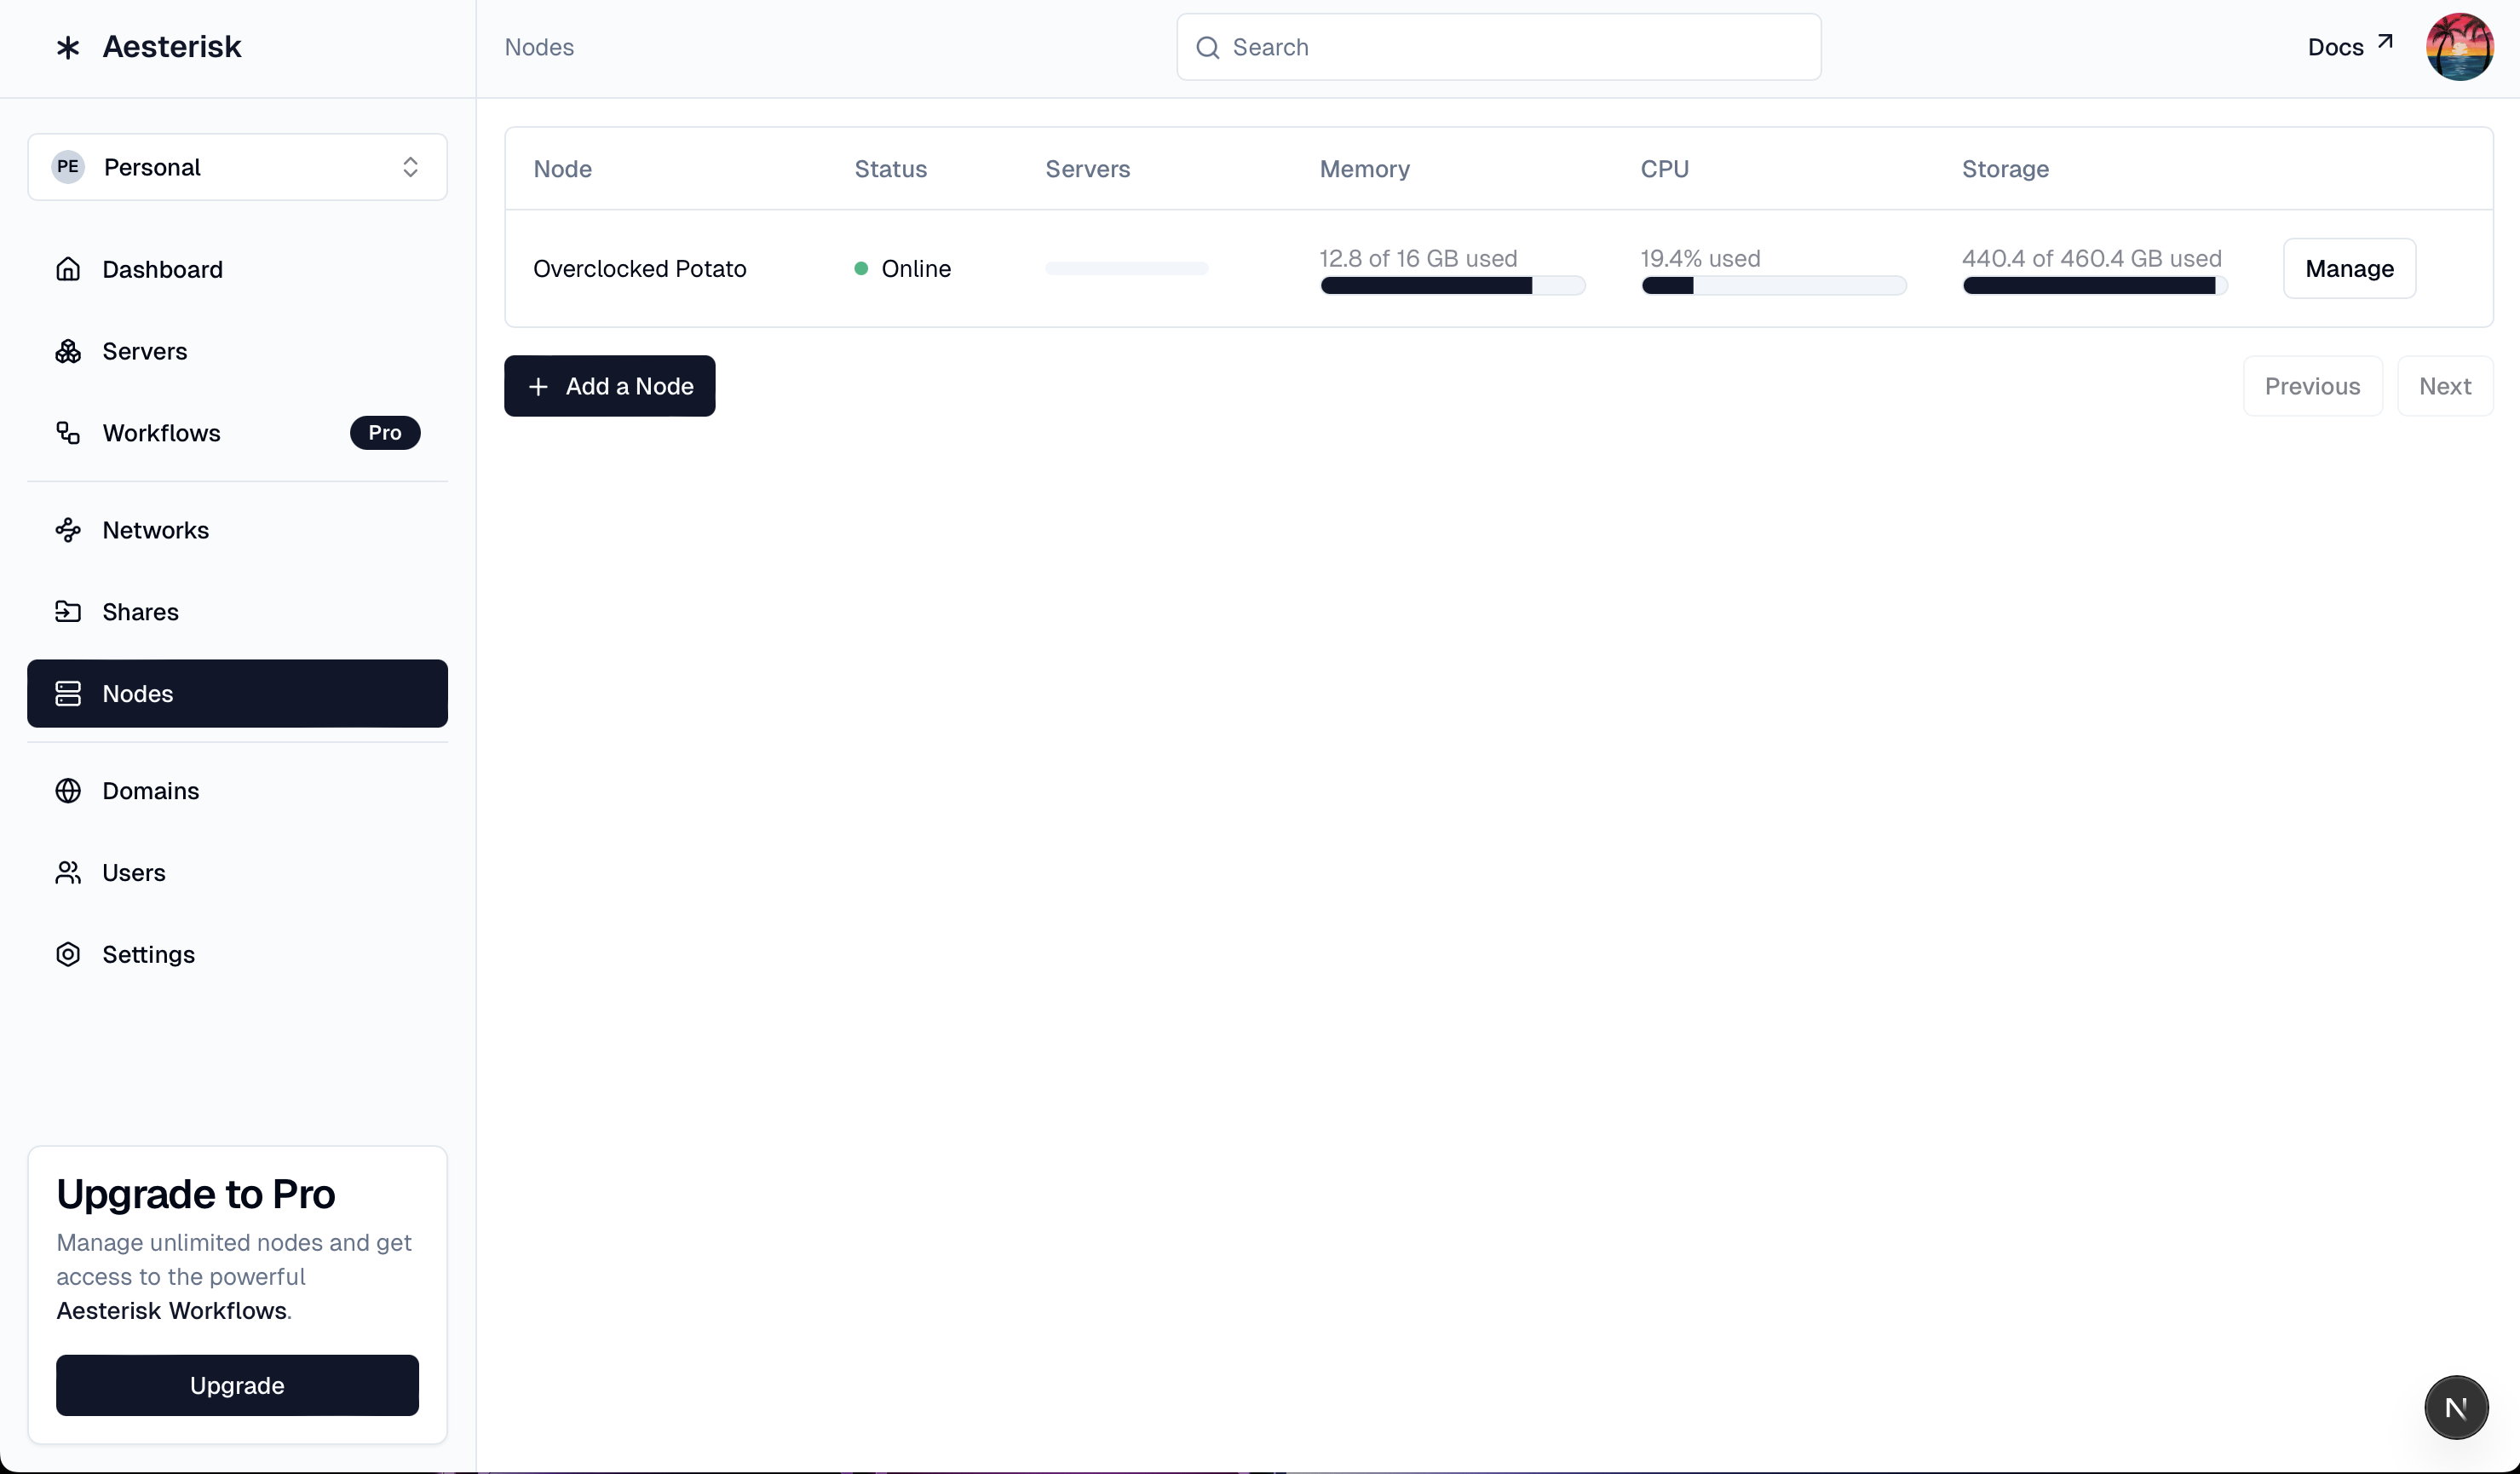 Aesterisk
Nodes
Search
Docs
PE
Personal
Dashboard
Servers
Workflows
Pro
Networks
Shares
Nodes
Domains
Users
Settings
Upgrade to Pro
Manage unlimited nodes and get
access to the powerful
Aesterisk Workflows.
Upgrade
Node Status Servers Memory CPU Storage
Overclocked Potato
Online
12.8 of 16 GB used
19.4% used
440.4 of 460.4 GB used
Manage
Add a Node
Previous
Next
N